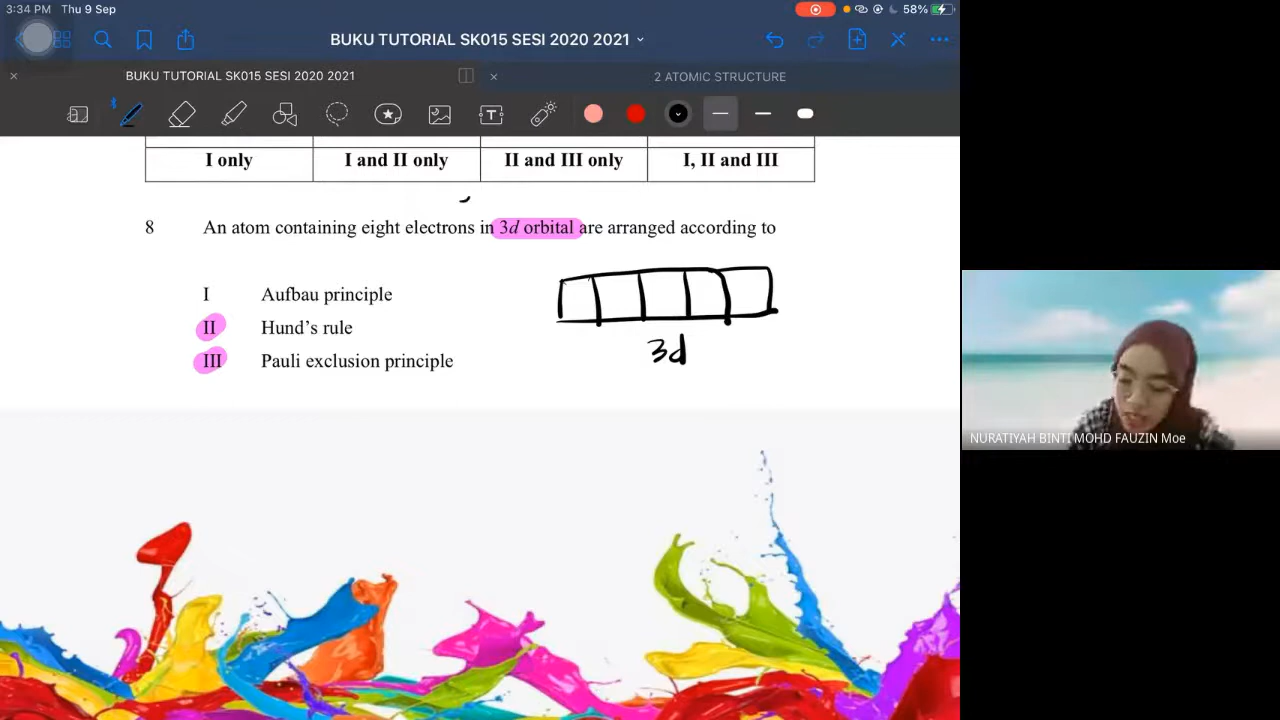 3:34 PM Thu 9 Sep
58%
BUKU TUTORIAL SK015 SESI 2020 2021
BUKU TUTORIAL SK015 SESI 2020 2021
2 ATOMIC STRUCTURE
I only I and II only II and III only I, II and III
8 An atom containing eight electrons in 3d orbital are arranged according to
I Aufbau principle
II Hund's rule
III Pauli exclusion principle
3d
NURATIYAH BINTI MOHD FAUZIN Moe